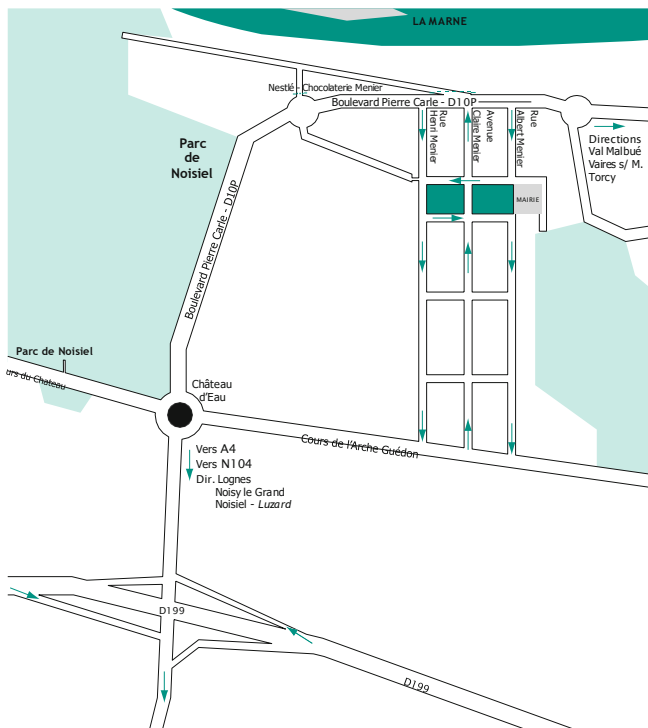 LA MARNE
Nestlé - Chocolaterie Menier
Boulevard Pierre Carle - D10P
Rue
Henri Menier
Avenue
Claire Menier
Rue
Albert Menier
Directions
Val Malbué
Vaires s/ M.
Torcy
Parc
de
Noisiel
MAIRIE
Boulevard Pierre Carle - D10P
Parc de Noisiel
urs du Chateau
Château
d'Eau
Cours de l'Arche Guédon
Vers A4
Vers N104
Dir. Lognes
Noisy le Grand
Noisiel - Luzard
D199
D199